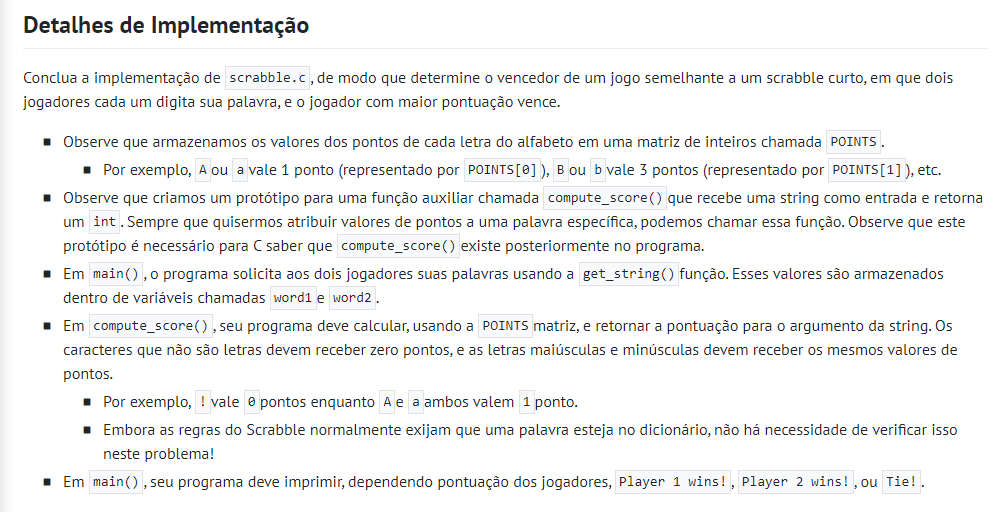 Detalhes de Implementação
Conclua a implementação de scrabble.c, de modo que determine o vencedor de um jogo semelhante a um scrabble curto, em que dois
jogadores cada um digita sua palavra, e o jogador com maior pontuação vence.
Observe que armazenamos os valores dos pontos de cada letra do alfabeto em uma matriz de inteiros chamada POINTS.
Por exemplo, A ou a vale 1 ponto (representado por POINTS[0]), B ou b vale 3 pontos (representado por POINTS[1]), etc.
Observe que criamos um protótipo para uma função auxiliar chamada compute_score() que recebe uma string como entrada e retorna
um int. Sempre que quisermos atribuir valores de pontos a uma palavra específica, podemos chamar essa função. Observe que este
protótipo é necessário para C saber que compute_score() existe posteriormente no programa.
Em main(), o programa solicita aos dois jogadores suas palavras usando a get_string() função. Esses valores são armazenados
dentro de variáveis chamadas word1 e word2.
Em compute_score(), seu programa deve calcular, usando a POINTS matriz, e retornar a pontuação para o argumento da string. Os
caracteres que não são letras devem receber zero pontos, e as letras maiúsculas e minúsculas devem receber os mesmos valores de
pontos.
Por exemplo, ! vale 0 pontos enquanto A e a ambos valem 1 ponto.
Embora as regras do Scrabble normalmente exijam que uma palavra esteja no dicionário, não há necessidade de verificar isso
neste problema!
Em main(), seu programa deve imprimir, dependendo pontuação dos jogadores, Player 1 wins!, Player 2 wins!, ou Tie!.